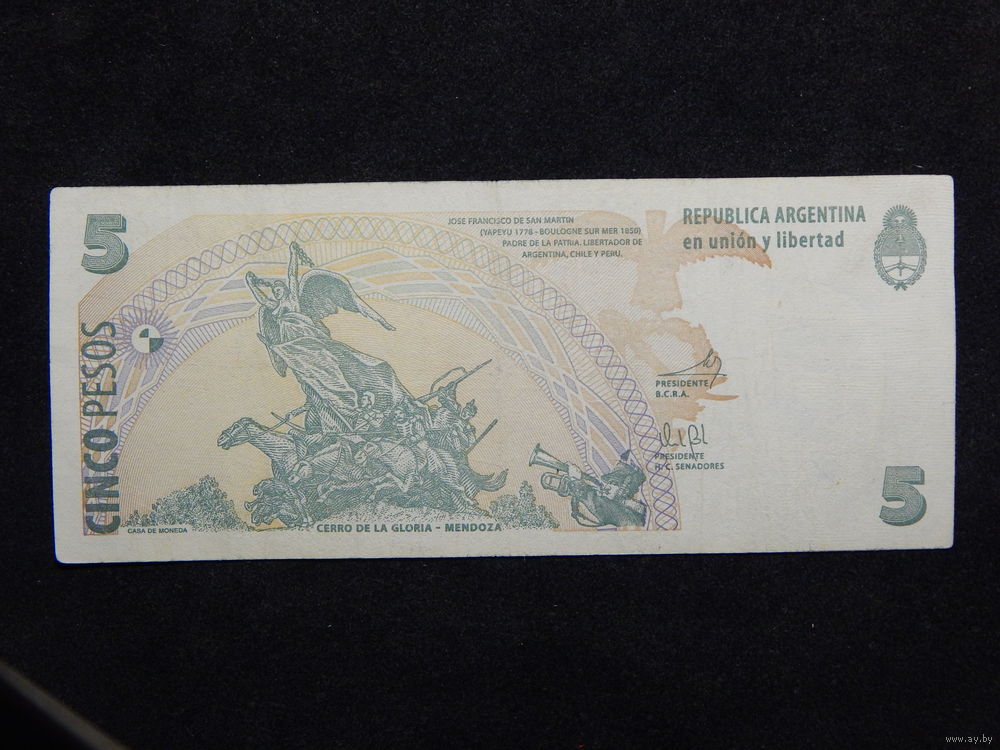 5
CINCO PESOS
JOSE FRANCISCO DE SAN MARTIN
(YAPEYU 1778 - BOULOGNE SUR MER 1850)
PADRE DE LA PATRIA. LIBERTADOR DE
ARGENTINA, CHILE Y PERU.
REPUBLICA ARGENTINA
en unión y libertad
PRESIDENTE
B.C.R.A.
PRESIDENTE
H. C. SENADORES
CERRO DE LA GLORIA - MENDOZA
CASA DE MONEDA
5
www.ay.by